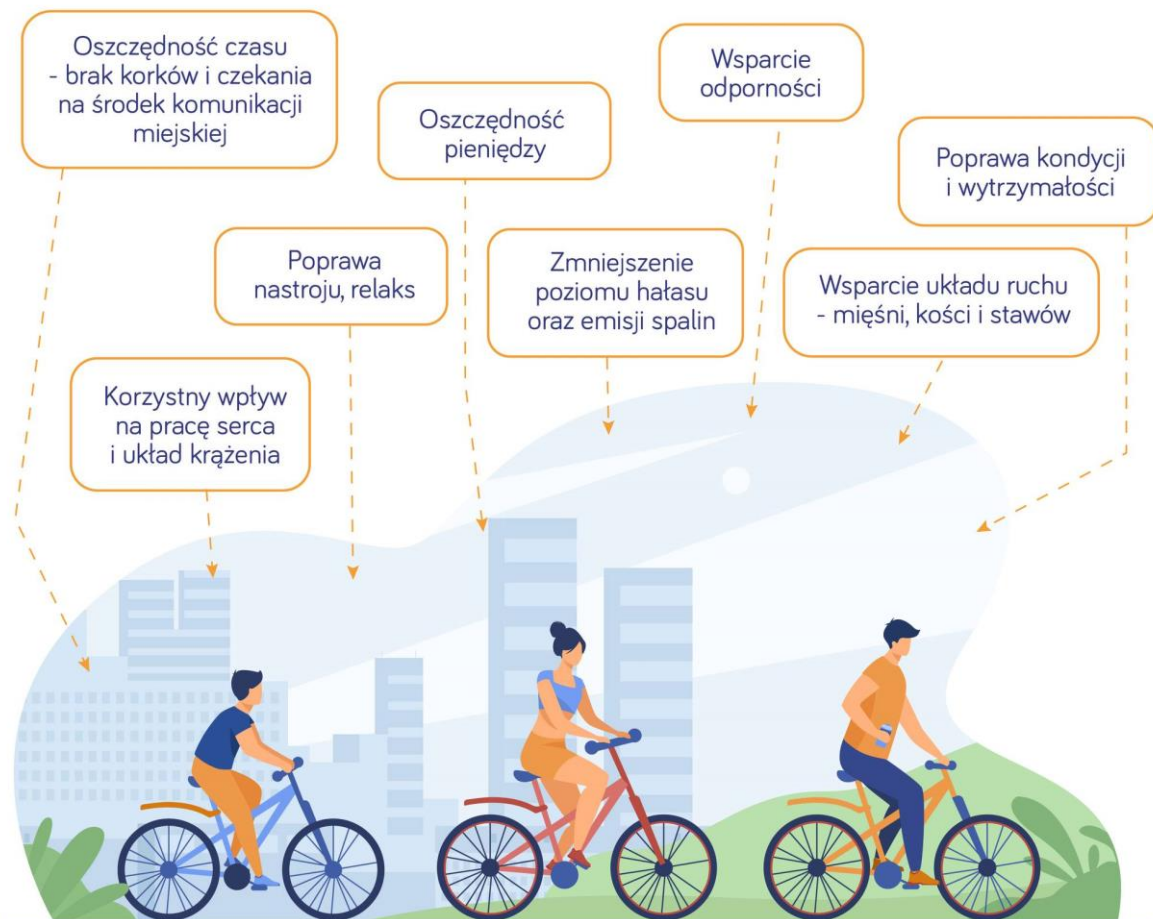 Oszczędność czasu
- brak korków i czekania
na środek komunikacji
miejskiej
Oszczędność
pieniędzy
Wsparcie
odporności
Poprawa kondycji
i wytrzymałości
Poprawa
nastroju, relaks
Zmniejszenie
poziomu hałasu
oraz emisji spalin
Wsparcie układu ruchu
- mięśni, kości i stawów
Korzystny wpływ
na pracę serca
i układ krążenia